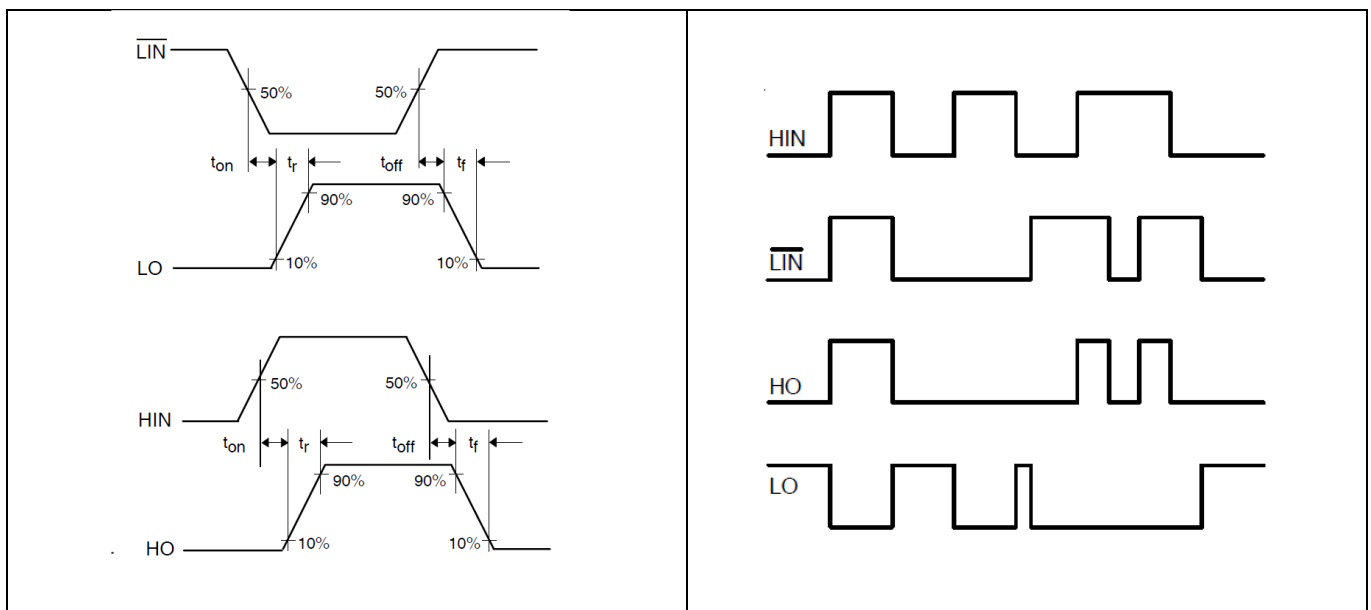 LIN
50% 50%
ton tr toff tf
90% 90%
LO 10% 10%
50% 50%
HIN
ton tr toff tf
90% 90%
HO 10% 10%
HIN
LIN
HO
LO